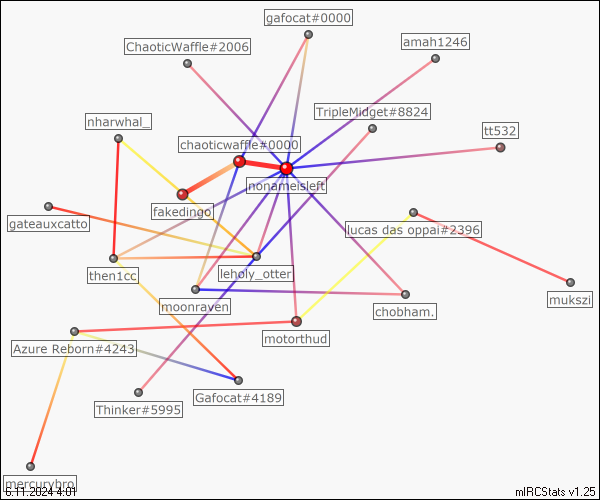 gafocat#0000
ChaoticWaffle#2006
amah1246
TripleMidget#8824
nharwhal_
tt532
chaoticwaffle#0000
nonameisleft
fakedingo
gateauxcatto
lucas das oppai#2396
then1cc
leholy_otter
moonraven
chobham.
mukszi
motorthud
Azure Reborn#4243
Gafocat#4189
Thinker#5995
mercurybro
6.11.2024 4:01
mIRCStats v1.25